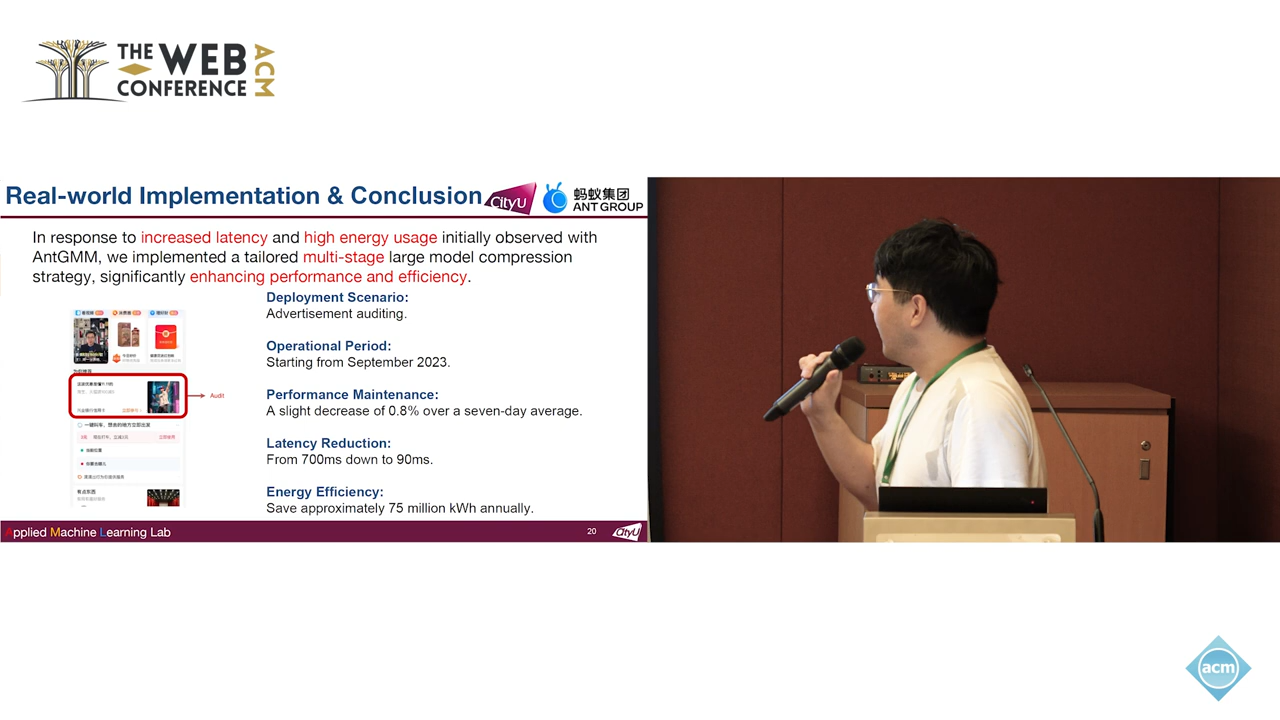 THE WEB CONFERENCE
ACM
Real-world Implementation & Conclusion
CityU
蚂蚁集团
ANT GROUP
In response to increased latency and high energy usage initially observed with
AntGMM, we implemented a tailored multi-stage large model compression
strategy, significantly enhancing performance and efficiency.
Deployment Scenario:
Advertisement auditing.
Operational Period:
Starting from September 2023.
Audit
Performance Maintenance:
A slight decrease of 0.8% over a seven-day average.
Latency Reduction:
From 700ms down to 90ms.
Energy Efficiency:
Save approximately 75 million kWh annually.
Applied Machine Learning Lab
20
CityU
acm